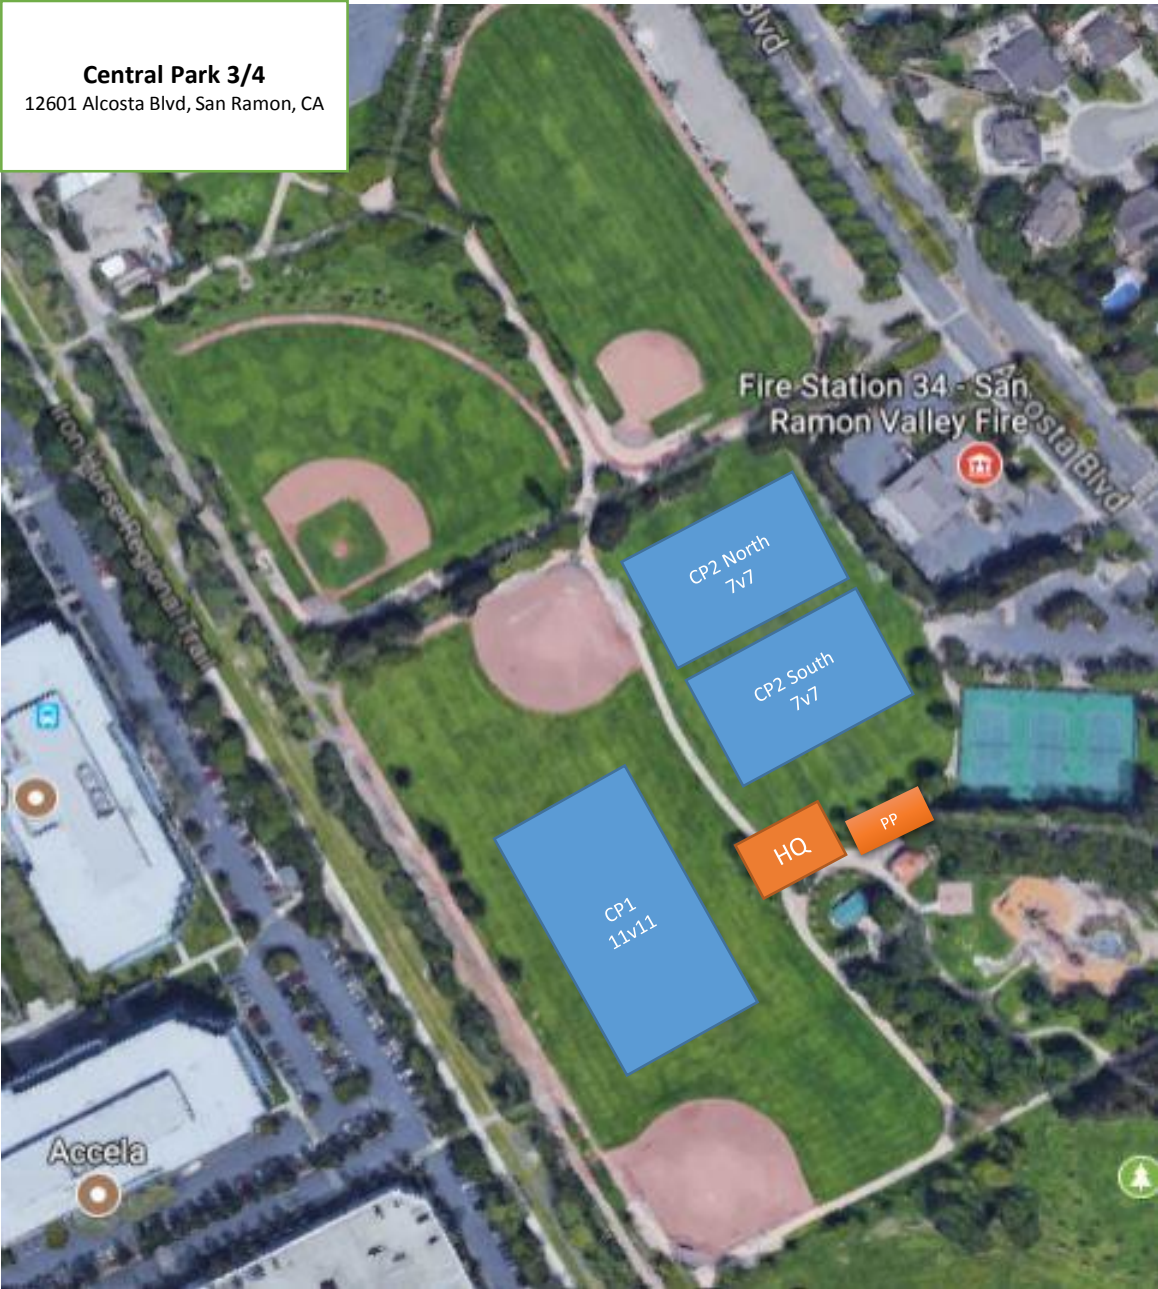 Central Park 3/4
12601 Alcosta Blvd, San Ramon, CA
Blvd
Fire Station 34 - San
Ramon Valley Fire
Alcosta Blvd
Iron Horse Regional Trail
CP2 North
7v7
CP2 South
7v7
HQ
PP
CP1
11v11
Accela